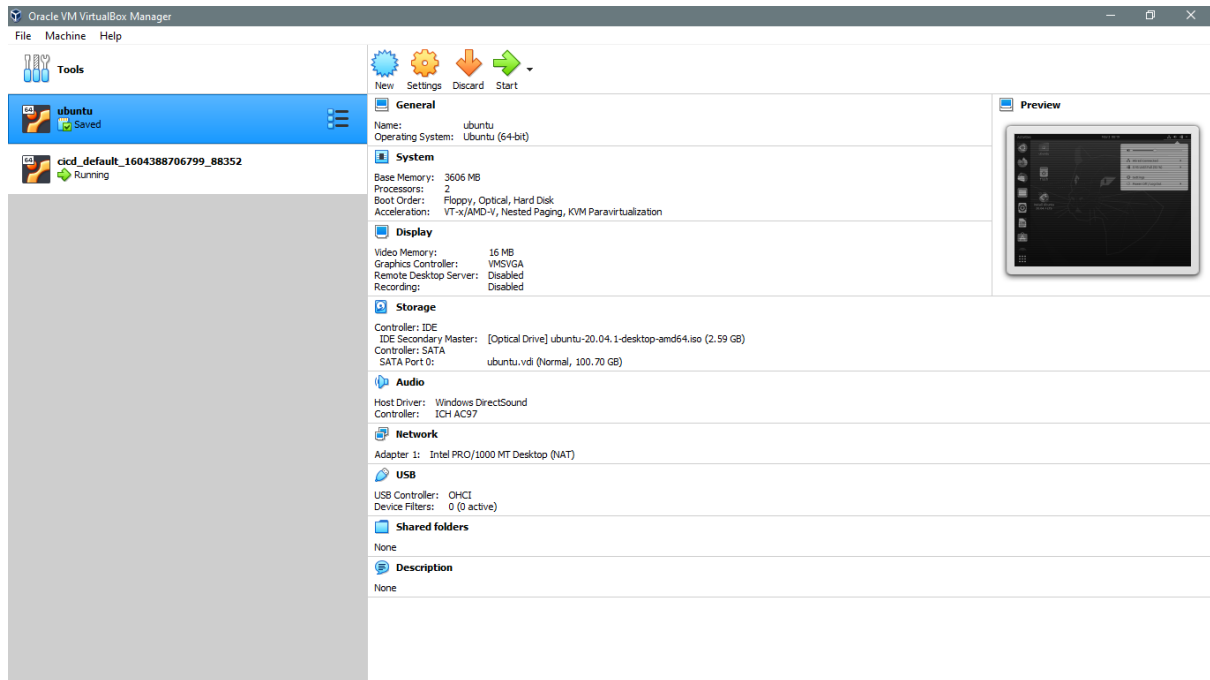 Oracle VM VirtualBox Manager
File Machine Help
Tools
New Settings Discard Start
64 ubuntu
Saved
64 cicd_default_1604388706799_88352
Running
General
Name: ubuntu
Operating System: Ubuntu (64-bit)
Preview
System
Base Memory: 3606 MB
Processors: 2
Boot Order: Floppy, Optical, Hard Disk
Acceleration: VT-x/AMD-V, Nested Paging, KVM Paravirtualization
Display
Video Memory: 16 MB
Graphics Controller: VMSVGA
Remote Desktop Server: Disabled
Recording: Disabled
Storage
Controller: IDE
IDE Secondary Master: [Optical Drive] ubuntu-20.04.1-desktop-amd64.iso (2.59 GB)
Controller: SATA
SATA Port 0: ubuntu.vdi (Normal, 100.70 GB)
Audio
Host Driver: Windows DirectSound
Controller: ICH AC97
Network
Adapter 1: Intel PRO/1000 MT Desktop (NAT)
USB
USB Controller: OHCI
Device Filters: 0 (0 active)
Shared folders
None
Description
None